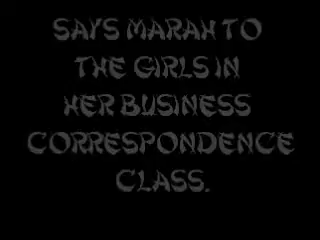 SAYS MARAH TO
THE GIRLS IN
HER BUSINESS
CORRESPONDENCE
CLASS.